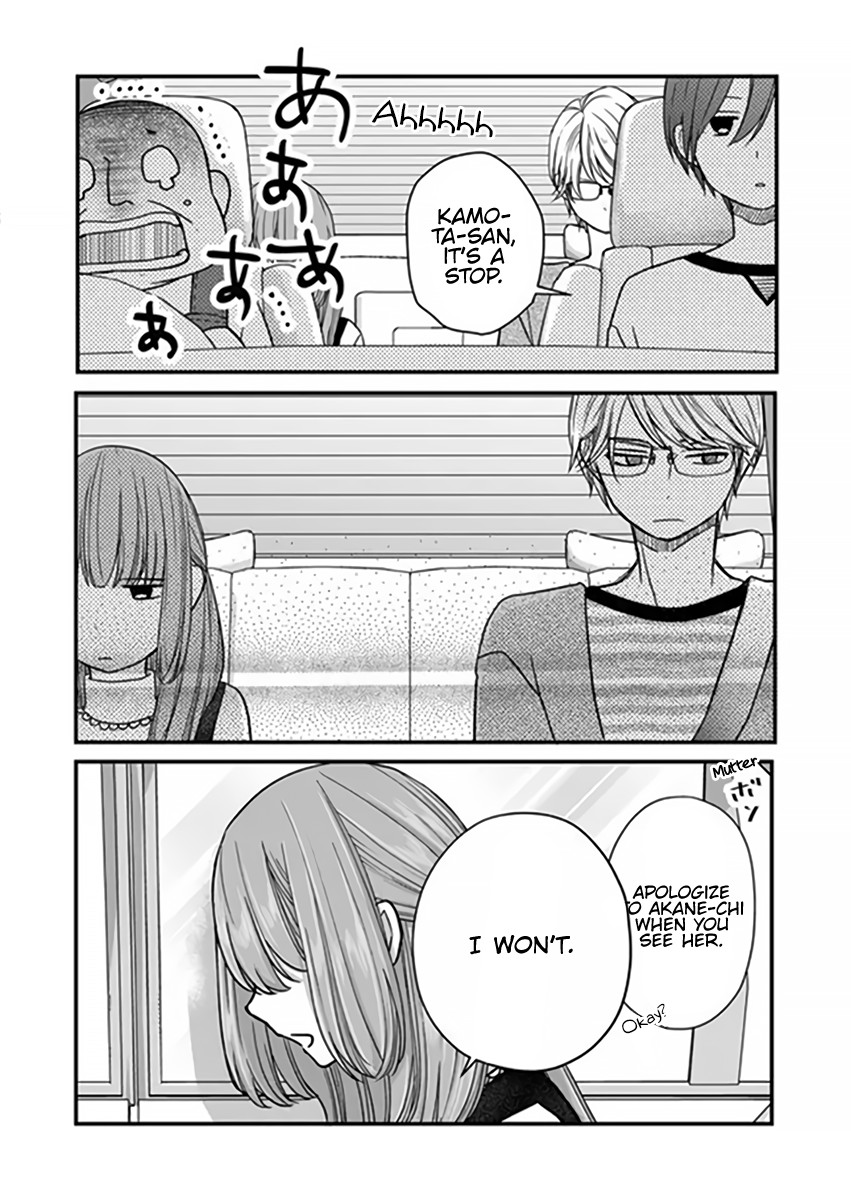 Ahhhhh
あ
あ
あ
あ
あ
KAMO-
TA-SAN,
IT'S A
STOP.
Mutter
ボソ
APOLOGIZE
TO AKANE-CHI
WHEN YOU
SEE HER.
Okay?
I WON'T.